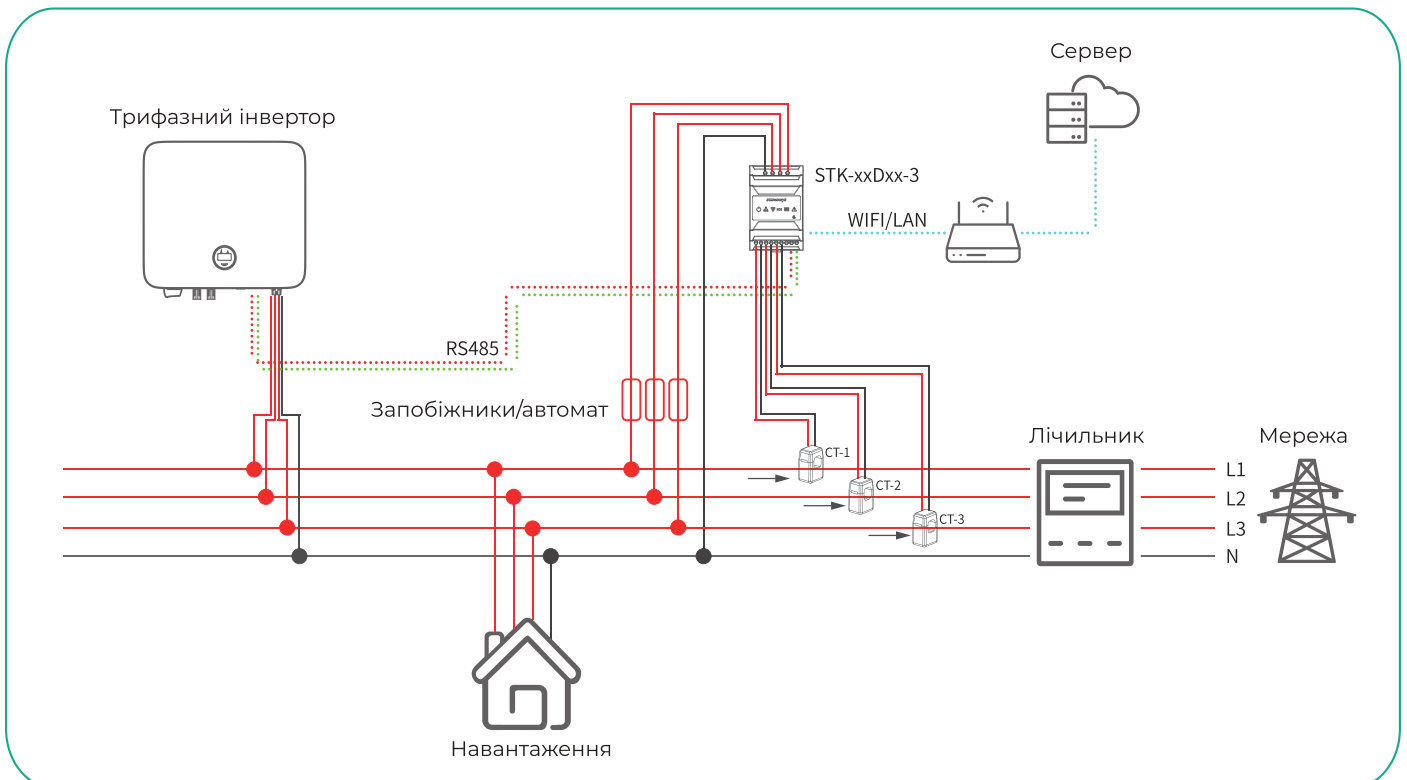 Сервер
Трифазний інвертор
STK-xxDxx-3
WIFI/LAN
RS485
Запобіжники/автомат
Лічильник
Мережа
CT-1
L1
CT-2
L2
CT-3
L3
N
Навантаження